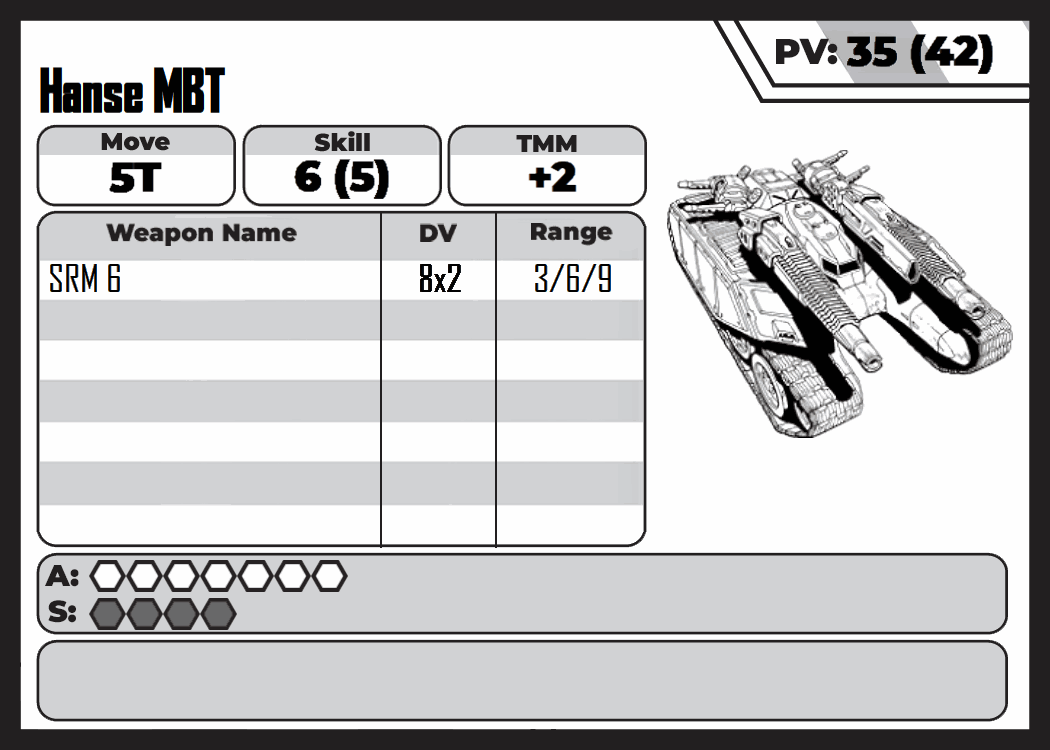 PV: 35 (42)
Hanse MBT
Move Skill TMM
5T 6 (5) +2
Weapon Name DV Range
SRM 6 8x2 3/6/9
A:
S: